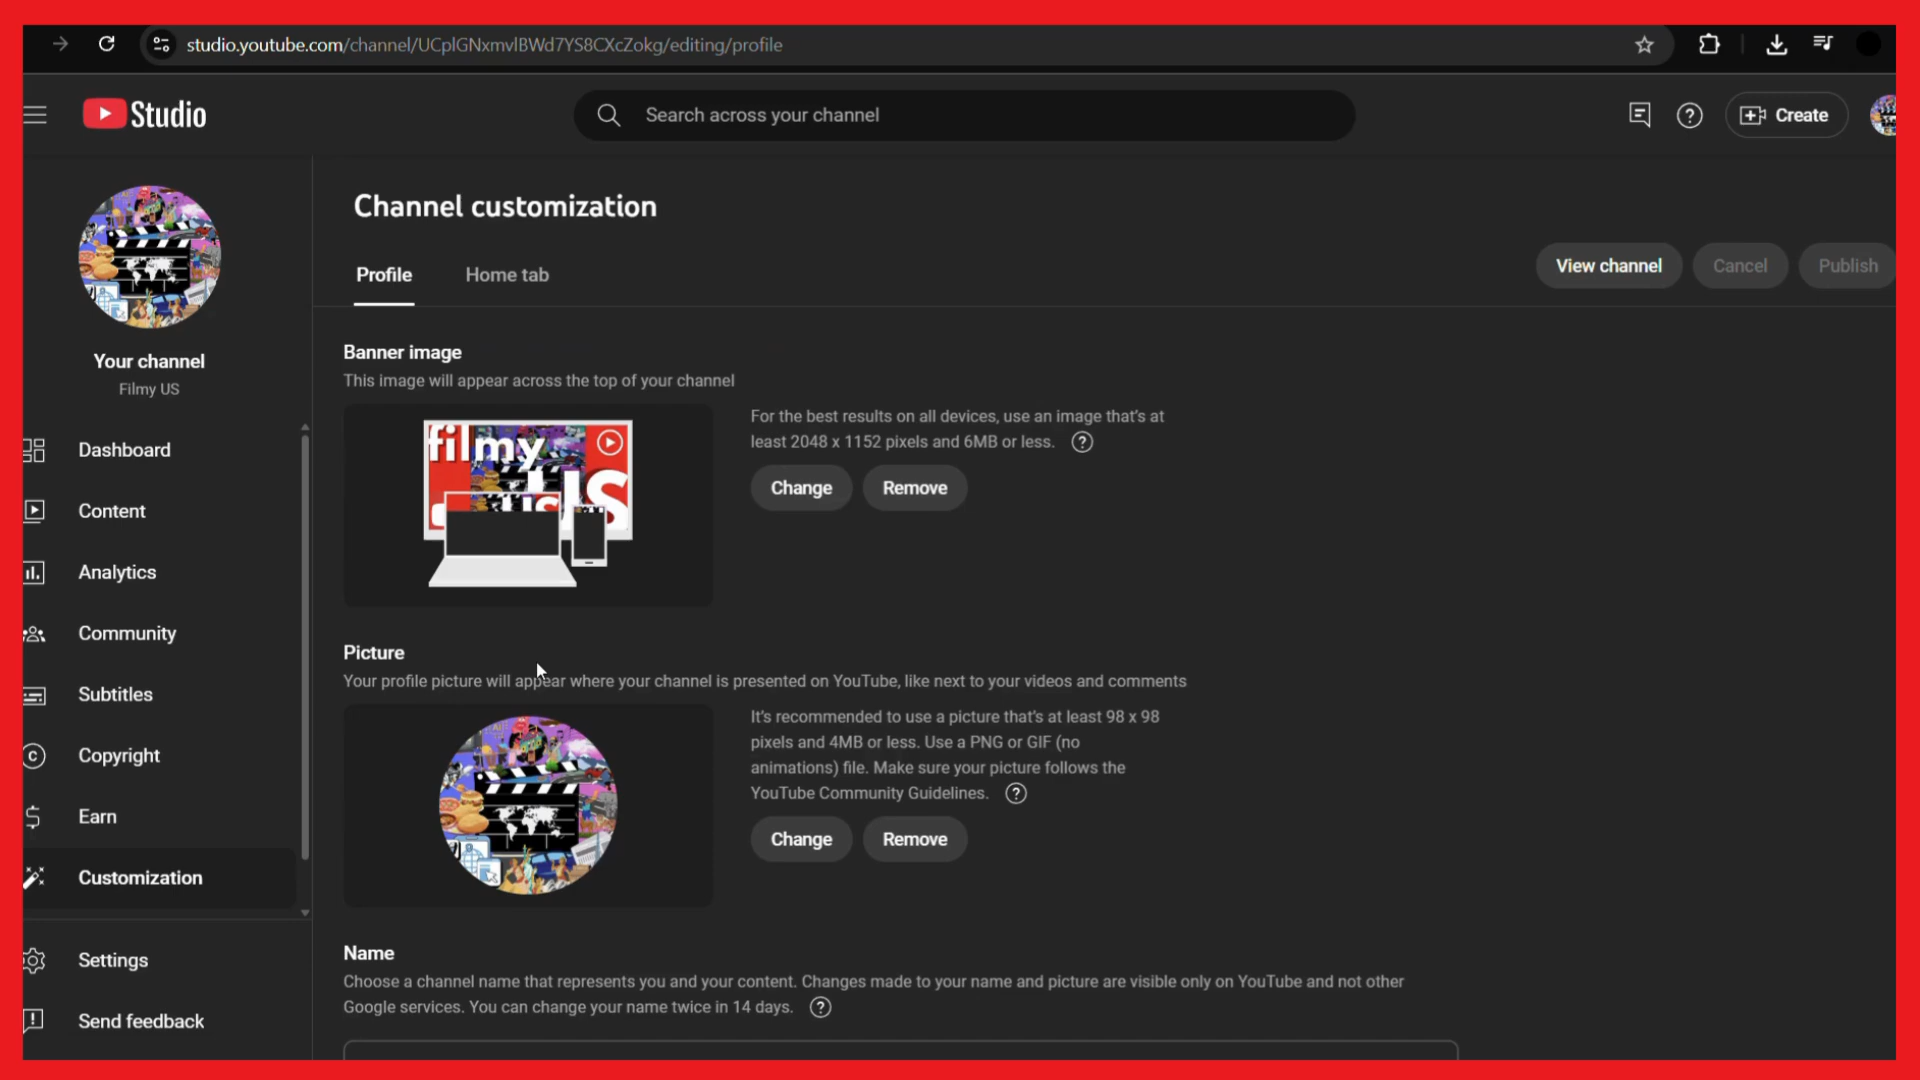 studio.youtube.com/channel/UCplGNxmvlBWd7YS8CXcZokg/editing/profile
Studio
Search across your channel
Create
Your channel
Filmy US
Dashboard
Content
Analytics
Community
Subtitles
Copyright
Earn
Customization
Settings
Send feedback
Channel customization
Profile
Home tab
View channel
Cancel
Publish
Banner image
This image will appear across the top of your channel
filmy
US
For the best results on all devices, use an image that's at
least 2048 x 1152 pixels and 6MB or less.
Change
Remove
Picture
Your profile picture will appear where your channel is presented on YouTube, like next to your videos and comments
It's recommended to use a picture that's at least 98 x 98
pixels and 4MB or less. Use a PNG or GIF (no
animations) file. Make sure your picture follows the
YouTube Community Guidelines.
Change
Remove
Name
Choose a channel name that represents you and your content. Changes made to your name and picture are visible only on YouTube and not other
Google services. You can change your name twice in 14 days.